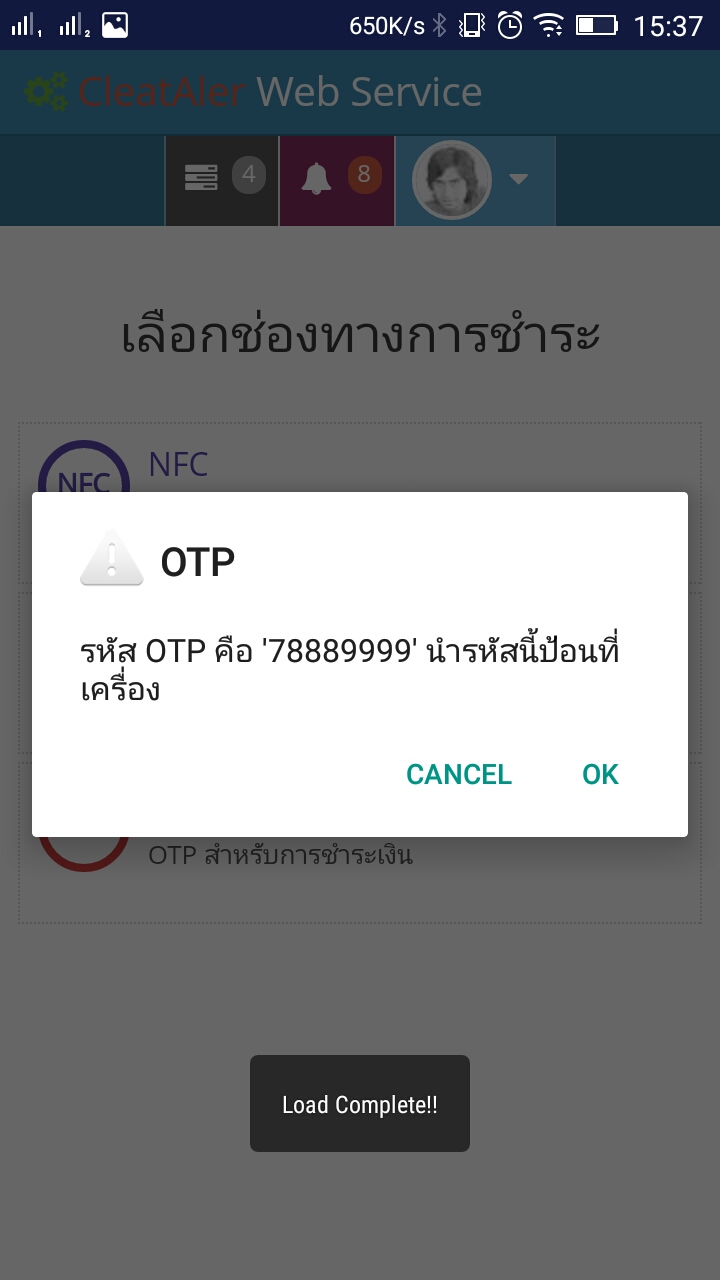 1 2 650K/s 15:37
CleatAler Web Service
4 8
เลือกช่องทางการชำระ
NFC
NFC
OTP
รหัส OTP คือ '78889999' นำรหัสนี้ป้อนที่
เครื่อง
CANCEL OK
OTP สำหรับการชำระเงิน
Load Complete!!